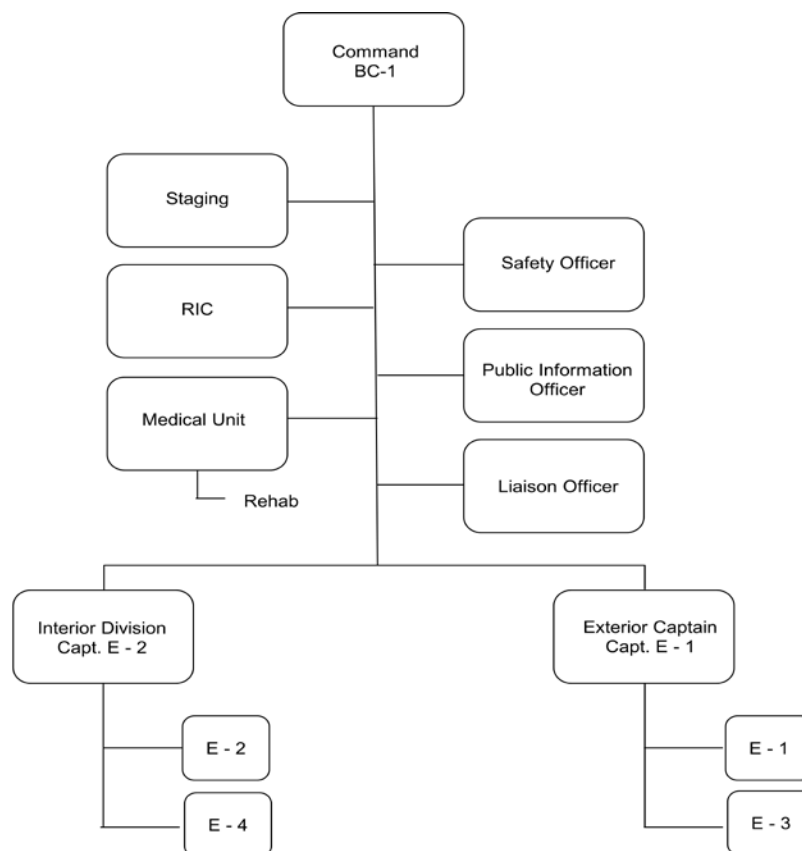 Command
BC-1
Staging
Safety Officer
RIC
Public Information
Officer
Medical Unit
Liaison Officer
Rehab
Interior Division
Capt. E - 2
Exterior Captain
Capt. E - 1
E - 2
E - 1
E - 4
E - 3